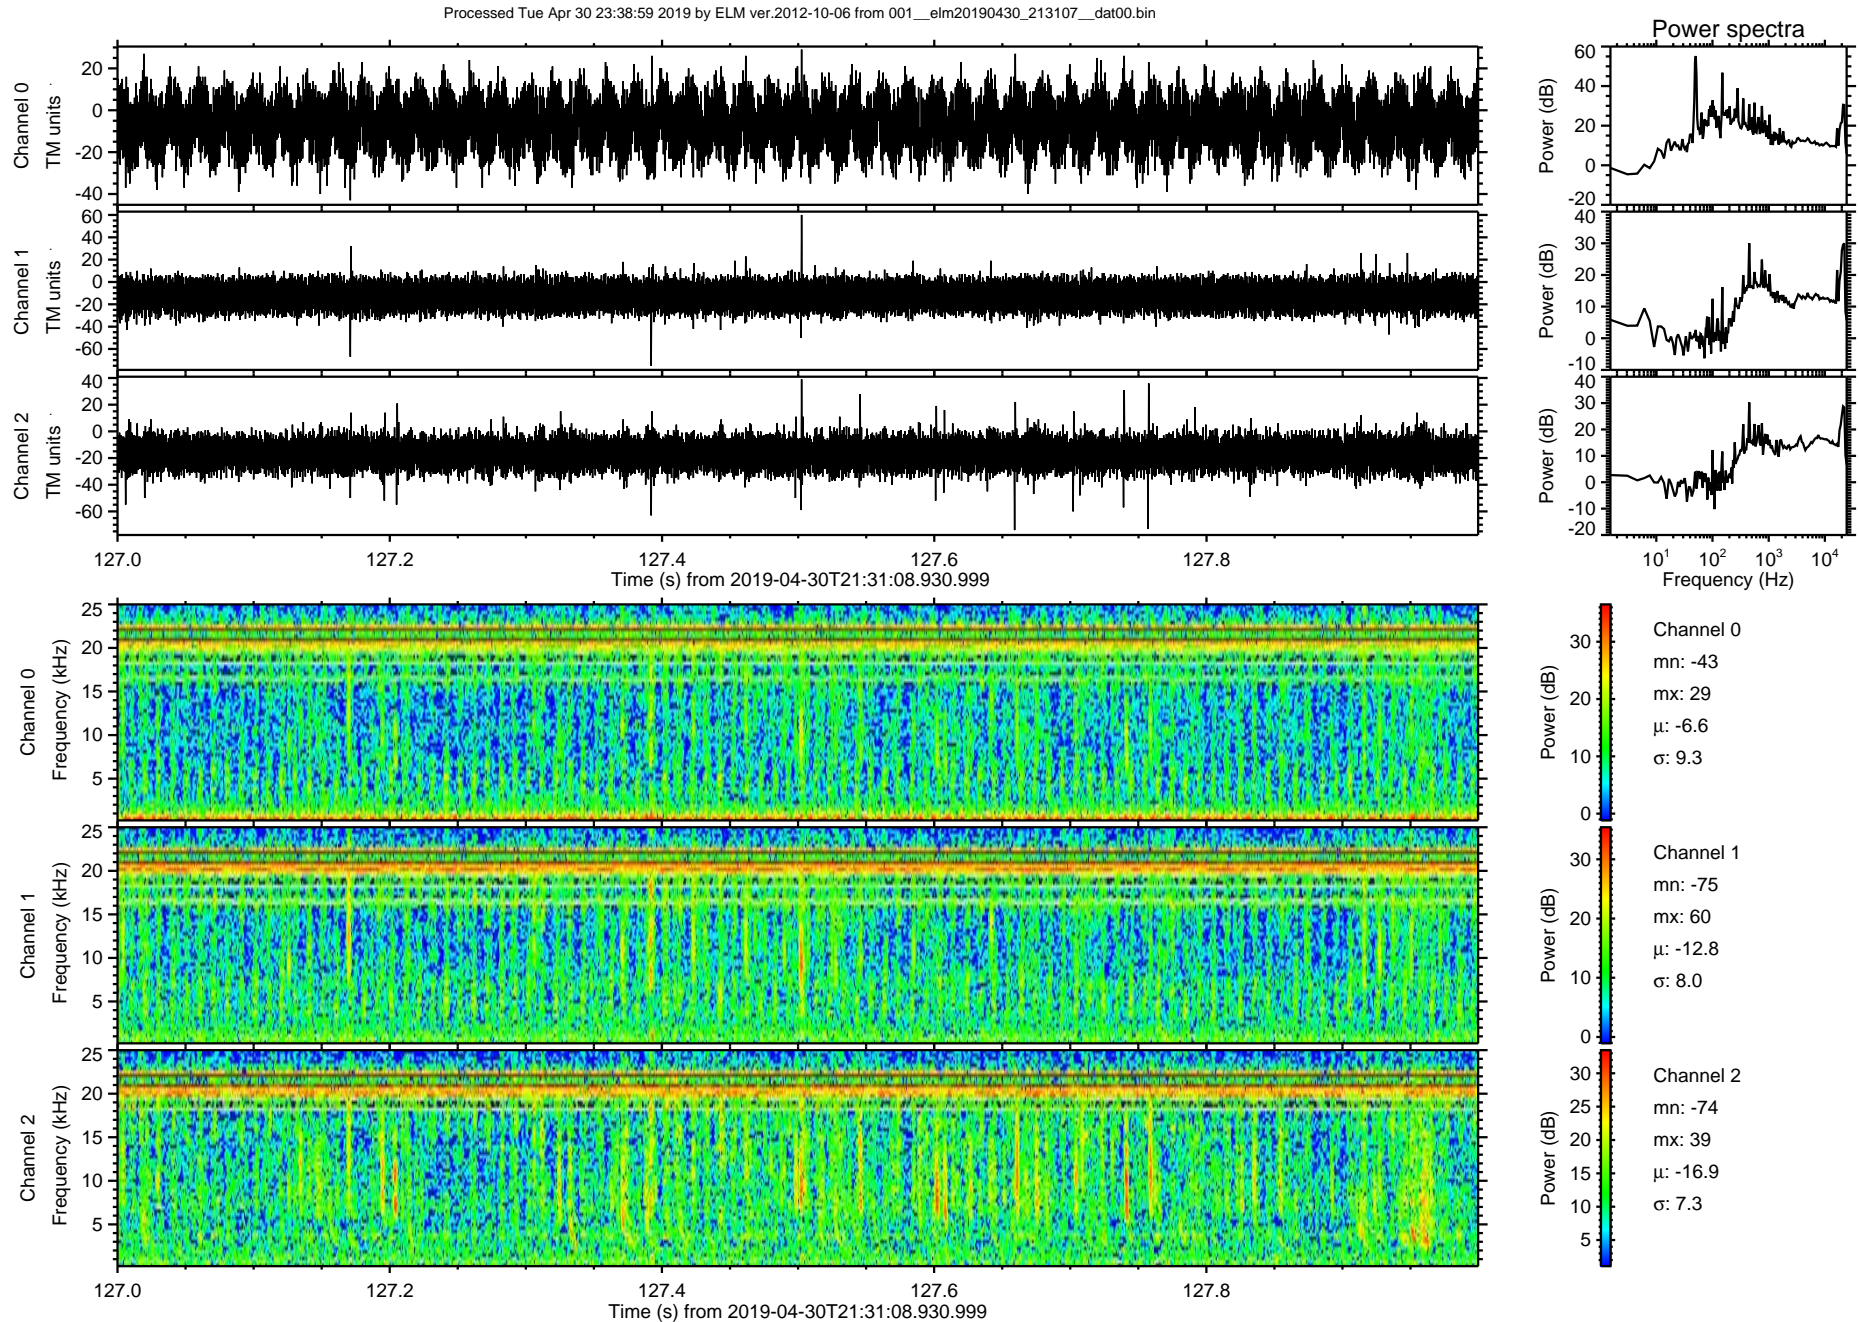 Processed Tue Apr 30 23:38:59 2019 by ELM ver.2012-10-06 from 001__elm20190430_213107__dat00.bin
Power spectra
Channel 0
TM units
20
0
-20
-40
Power (dB)
60
40
20
0
-20
Channel 1
TM units
60
40
20
0
-20
-40
-60
Power (dB)
40
30
20
10
0
-10
Channel 2
TM units
40
20
0
-20
-40
-60
Power (dB)
40
30
20
10
0
-10
-20
127.0 127.2 127.4 127.6 127.8
Time (s) from 2019-04-30T21:31:08.930.999
10¹ 10² 10³ 10⁴
Frequency (Hz)
Channel 0
Frequency (kHz)
25
20
15
10
5
Power (dB)
30
20
10
0
Channel 0
mn: -43
mx: 29
μ: -6.6
σ: 9.3
Channel 1
Frequency (kHz)
25
20
15
10
5
Power (dB)
30
20
10
0
Channel 1
mn: -75
mx: 60
μ: -12.8
σ: 8.0
Channel 2
Frequency (kHz)
25
20
15
10
5
Power (dB)
30
25
20
15
10
5
Channel 2
mn: -74
mx: 39
μ: -16.9
σ: 7.3
127.0 127.2 127.4 127.6 127.8
Time (s) from 2019-04-30T21:31:08.930.999